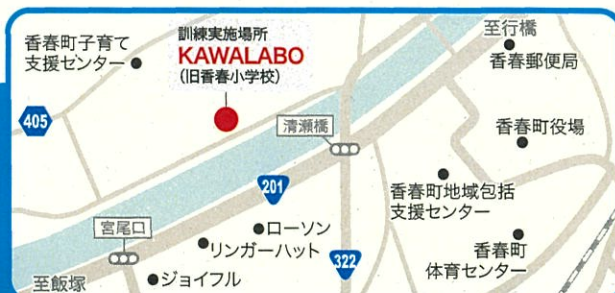 香春町子育て
支援センター
訓練実施場所
KAWALABO
(旧香春小学校)
至行橋
香春郵便局
405
清瀬橋
香春町役場
201
香春町地域包括
支援センター
宮尾口
ローソン
リンガーハット
322
香春町
体育センター
至飯塚
ジョイフル